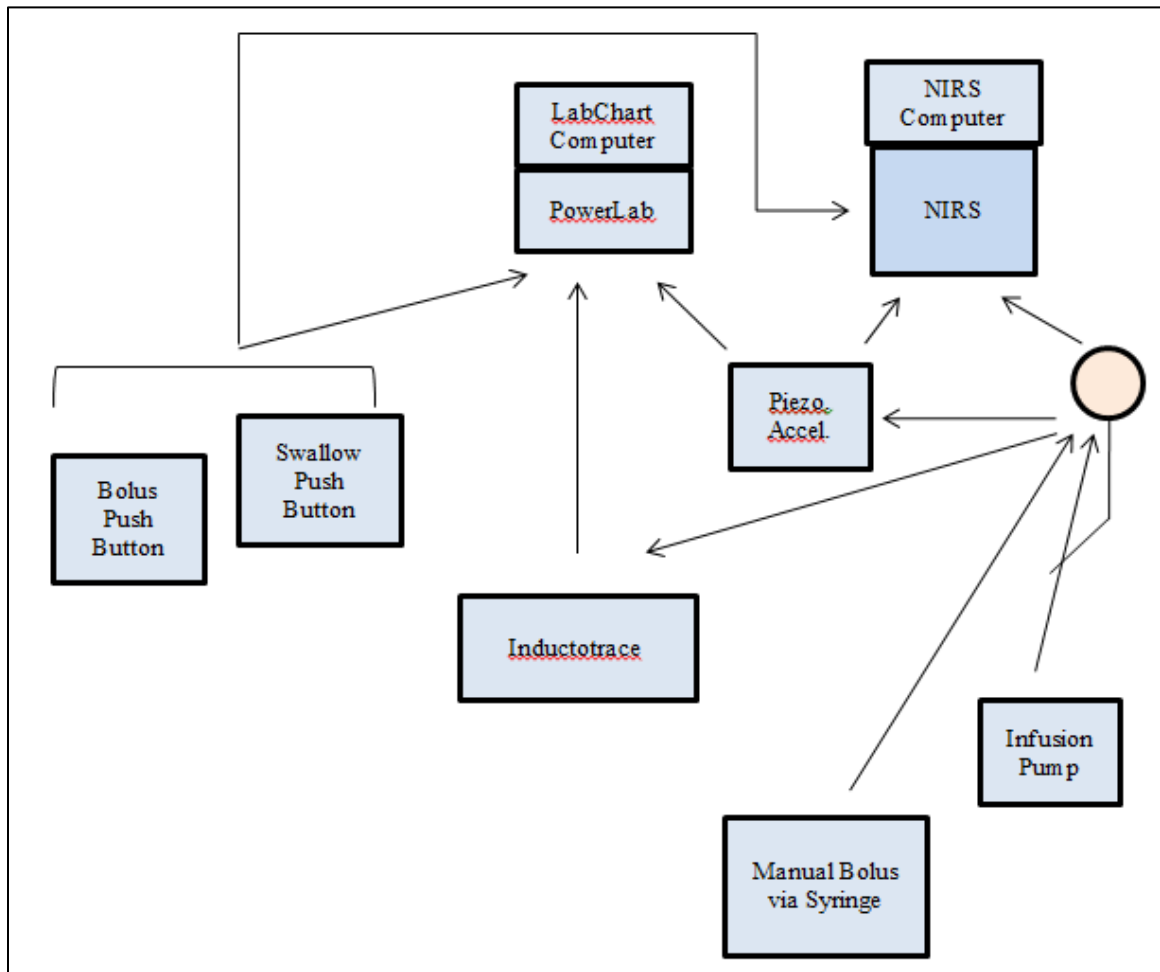 LabChart
Computer
PowerLab
NIRS
Computer
NIRS
Piezo.
Accel.
Swallow
Push
Button
Bolus
Push
Button
Inductotrace
Infusion
Pump
Manual Bolus
via Syringe